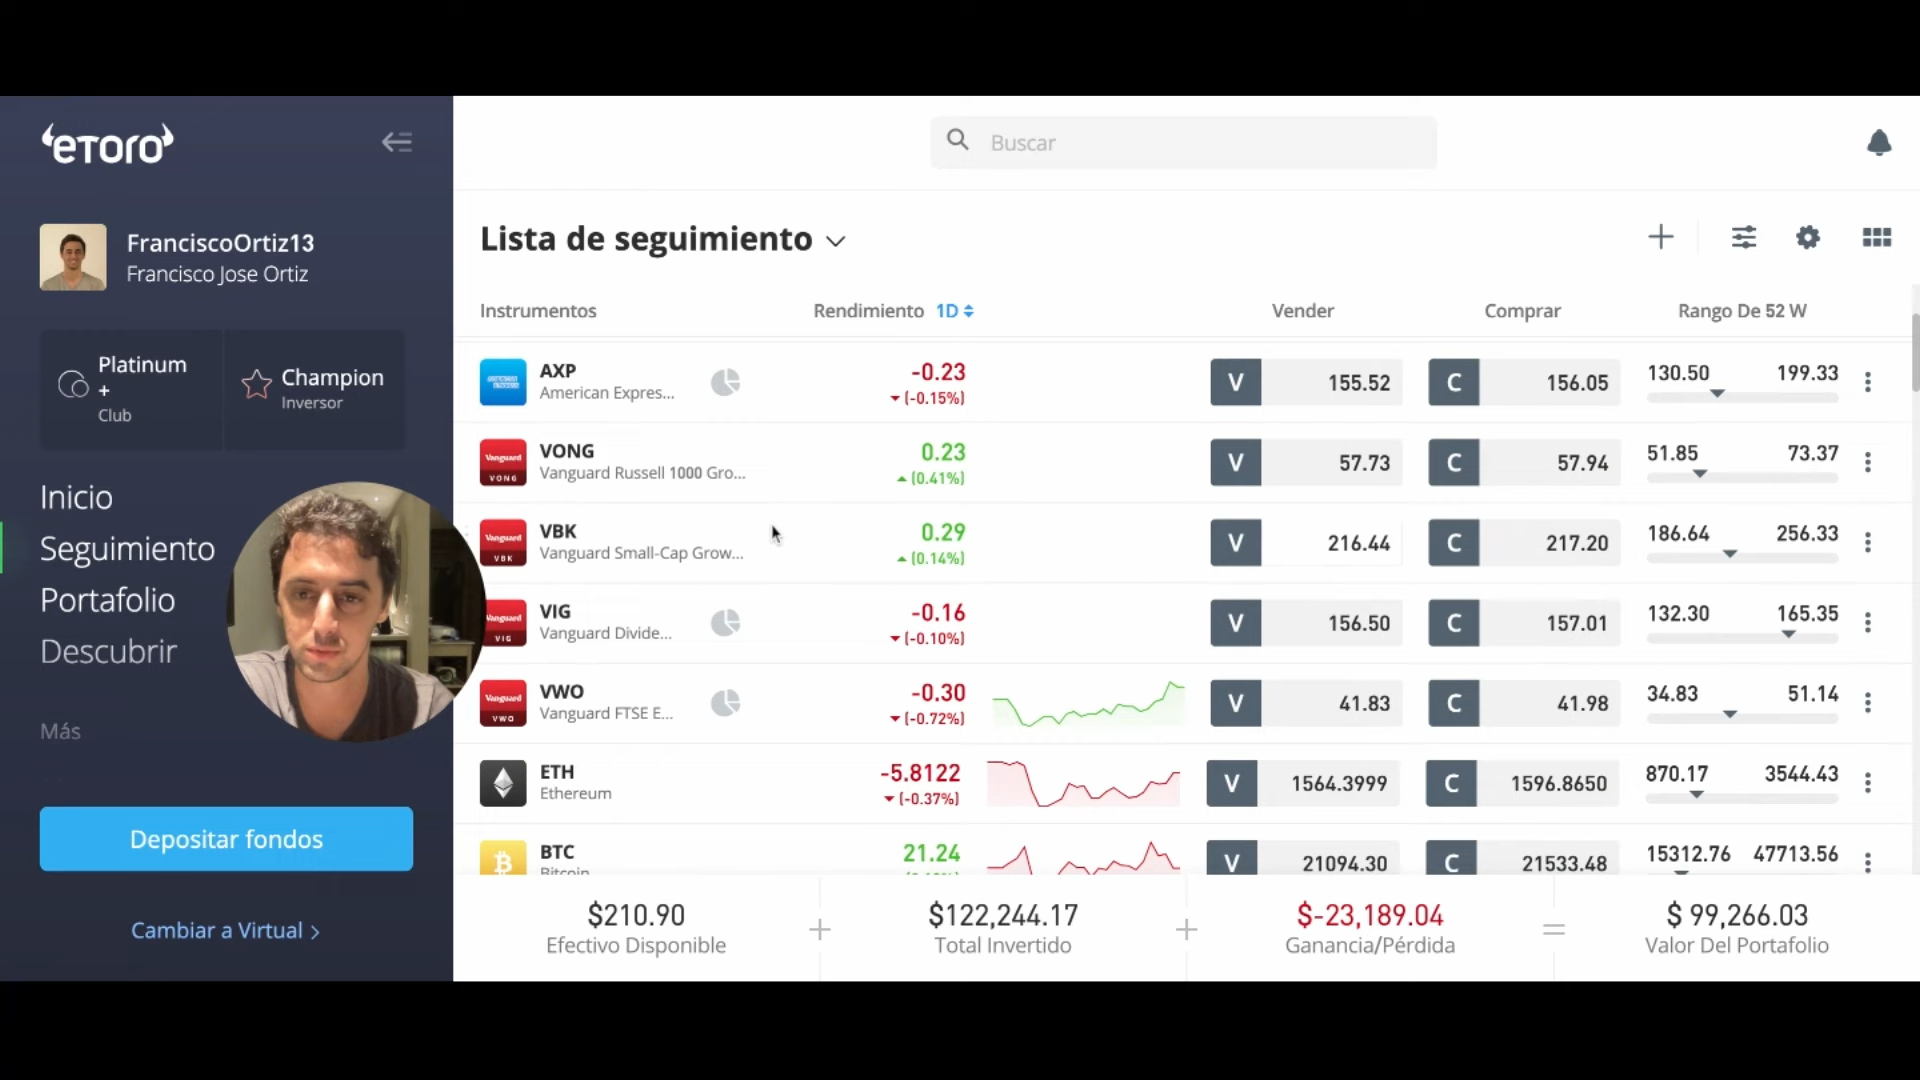 eToro
Buscar
FranciscoOrtiz13
Francisco Jose Ortiz
Platinum
+
Club
Champion
Inversor
Inicio
Seguimiento
Portafolio
Descubrir
Más
Depositar fondos
Cambiar a Virtual >
Lista de seguimiento
Instrumentos Rendimiento 1D Vender Comprar Rango De 52 W
AXP -0.23 V 155.52 C 156.05 130.50 199.33
American Expres... (-0.15%)
VONG 0.23 V 57.73 C 57.94 51.85 73.37
Vanguard Russell 1000 Gro... (0.41%)
VBK 0.29 V 216.44 C 217.20 186.64 256.33
Vanguard Small-Cap Grow... (0.14%)
VIG -0.16 V 156.50 C 157.01 132.30 165.35
Vanguard Divide... (-0.10%)
VWO -0.30 V 41.83 C 41.98 34.83 51.14
Vanguard FTSE E... (-0.72%)
ETH -5.8122 V 1564.3999 C 1596.8650 870.17 3544.43
Ethereum (-0.37%)
BTC 21.24 V 21094.30 C 21533.48 15312.76 47713.56
Bitcoin
$210.90 + $122,244.17 + $-23,189.04 = $ 99,266.03
Efectivo Disponible Total Invertido Ganancia/Pérdida Valor Del Portafolio